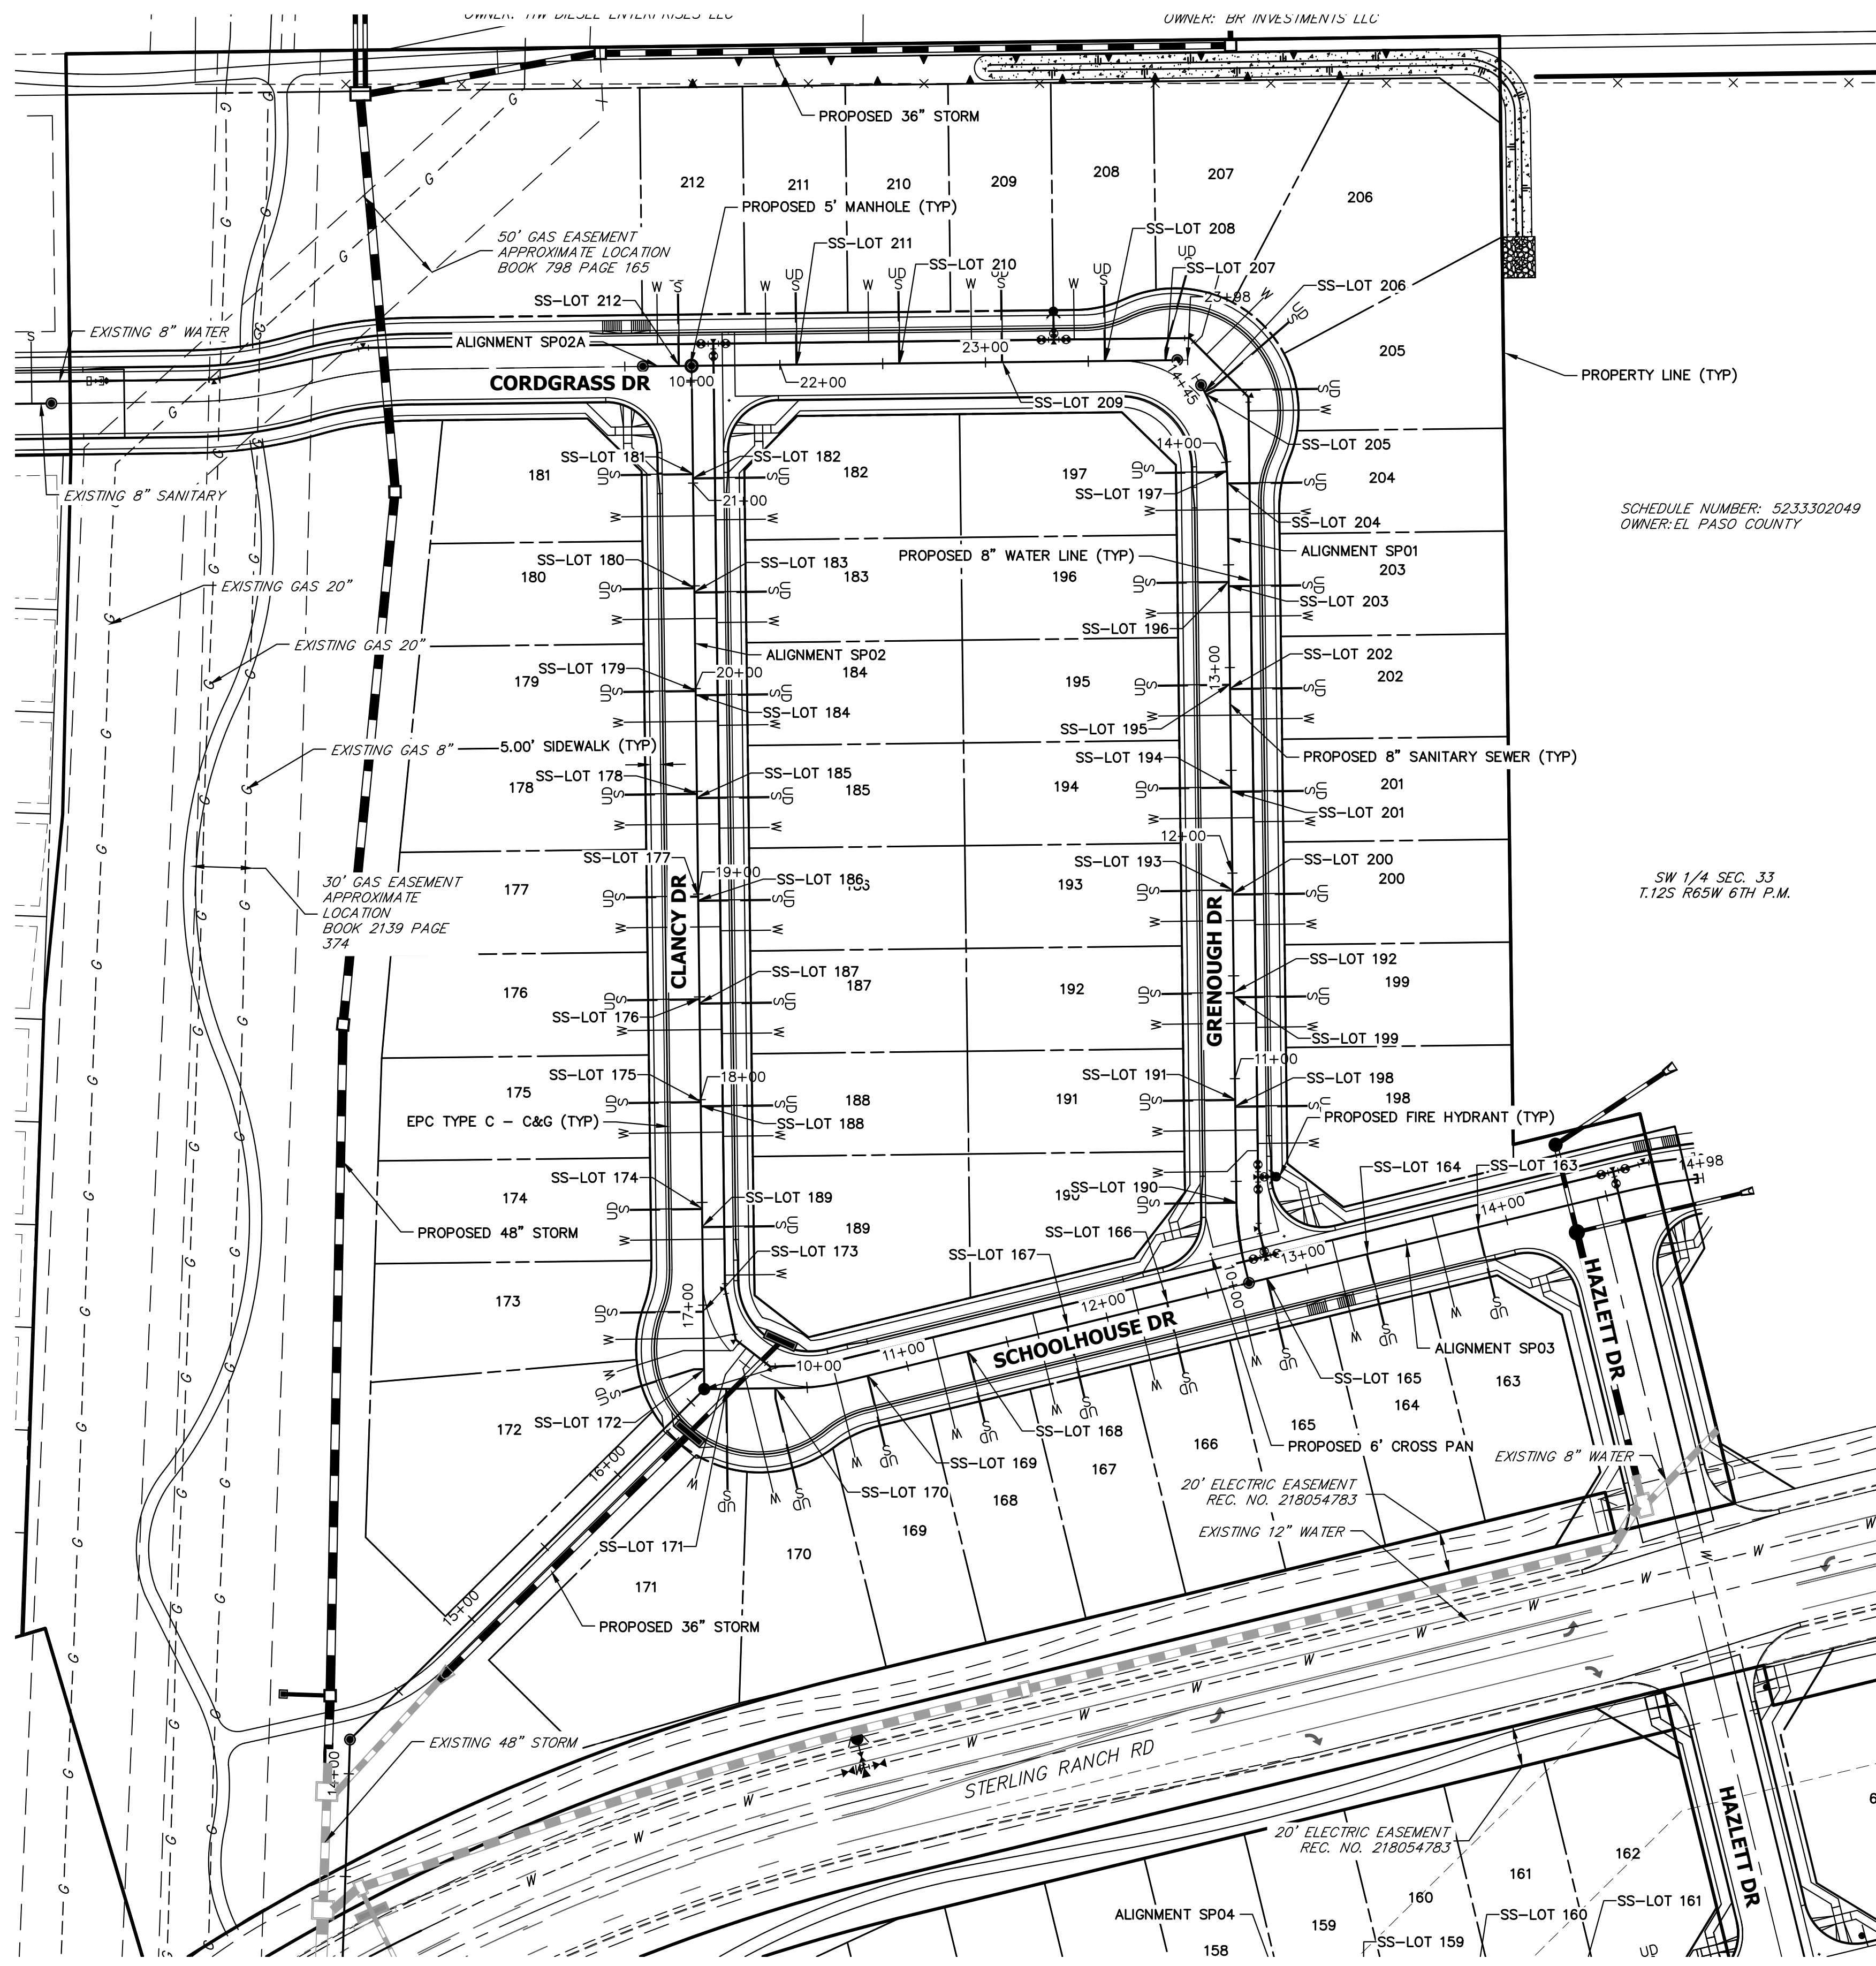 OWNER: BR INVESTMENTS LLC
PROPOSED 36" STORM
212
211
210
209
208
207
206
PROPOSED 5' MANHOLE (TYP)
50' GAS EASEMENT
APPROXIMATE LOCATION
BOOK 798 PAGE 165
SS-LOT 211
SS-LOT 208
SS-LOT 210
SS-LOT 207
SS-LOT 206
SS-LOT 212
23+98
EXISTING 8" WATER
ALIGNMENT SP02A
23+00
205
PROPERTY LINE (TYP)
CORDGRASS DR
10+00
22+00
14+45
SS-LOT 209
SS-LOT 205
14+00
SS-LOT 181
SS-LOT 182
181
182
197
204
SS-LOT 197
EXISTING 8" SANITARY
21+00
SS-LOT 204
SCHEDULE NUMBER: 5233302049
OWNER:EL PASO COUNTY
PROPOSED 8" WATER LINE (TYP)
ALIGNMENT SP01
SS-LOT 180
SS-LOT 183
180
183
196
203
EXISTING GAS 20"
SS-LOT 203
SS-LOT 196
EXISTING GAS 20"
ALIGNMENT SP02
SS-LOT 202
13+00
SS-LOT 179
20+00
179
184
195
202
SS-LOT 184
SS-LOT 195
EXISTING GAS 8"
5.00' SIDEWALK (TYP)
SS-LOT 194
PROPOSED 8" SANITARY SEWER (TYP)
SS-LOT 178
SS-LOT 185
178
185
194
201
SS-LOT 201
12+00
SS-LOT 177
SS-LOT 193
SS-LOT 200
19+00
SS-LOT 186
177
193
200
30' GAS EASEMENT
APPROXIMATE
LOCATION
BOOK 2139 PAGE
374
SW 1/4 SEC. 33
T.12S R65W 6TH P.M.
CLANCY DR
GRENOUGH DR
SS-LOT 187
SS-LOT 192
176
187
192
199
SS-LOT 176
SS-LOT 199
11+00
SS-LOT 175
18+00
SS-LOT 191
SS-LOT 198
175
188
191
198
EPC TYPE C - C&G (TYP)
SS-LOT 188
PROPOSED FIRE HYDRANT (TYP)
SS-LOT 164
SS-LOT 163
14+98
SS-LOT 174
SS-LOT 189
SS-LOT 190
174
189
190
14+00
PROPOSED 48" STORM
SS-LOT 166
SS-LOT 173
SS-LOT 167
13+00
10+00
173
17+00
12+00
HAZLETT DR
SCHOOLHOUSE DR
11+00
10+00
ALIGNMENT SP03
SS-LOT 165
163
164
165
SS-LOT 172
172
SS-LOT 168
166
PROPOSED 6' CROSS PAN
EXISTING 8" WATER
SS-LOT 169
167
16+00
20' ELECTRIC EASEMENT
REC. NO. 218054783
SS-LOT 170
168
169
EXISTING 12" WATER
SS-LOT 171
170
171
15+00
PROPOSED 36" STORM
EXISTING 48" STORM
STERLING RANCH RD
14+00
HAZLETT DR
20' ELECTRIC EASEMENT
REC. NO. 218054783
162
161
160
SS-LOT 161
SS-LOT 160
ALIGNMENT SP04
159
SS-LOT 159
158